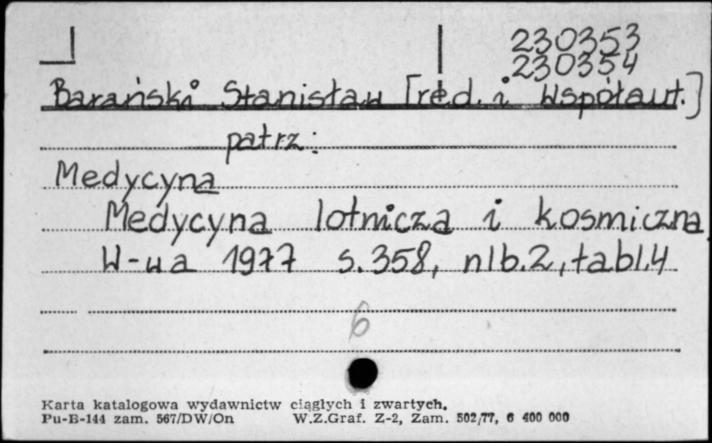 230353
230354
Barański Stanisław [red. i współaut.]
patrz:
Medycyna
Medycyna lotnicza i kosmiczna
W-wa 1977 s.358, nlb.2, tabl.4
6
Karta katalogowa wydawnictw ciągłych i zwartych.
Pu-B-144 zam. 567/DW/On W.Z.Graf. Z-2, Zam. 502/77, 6 400 000